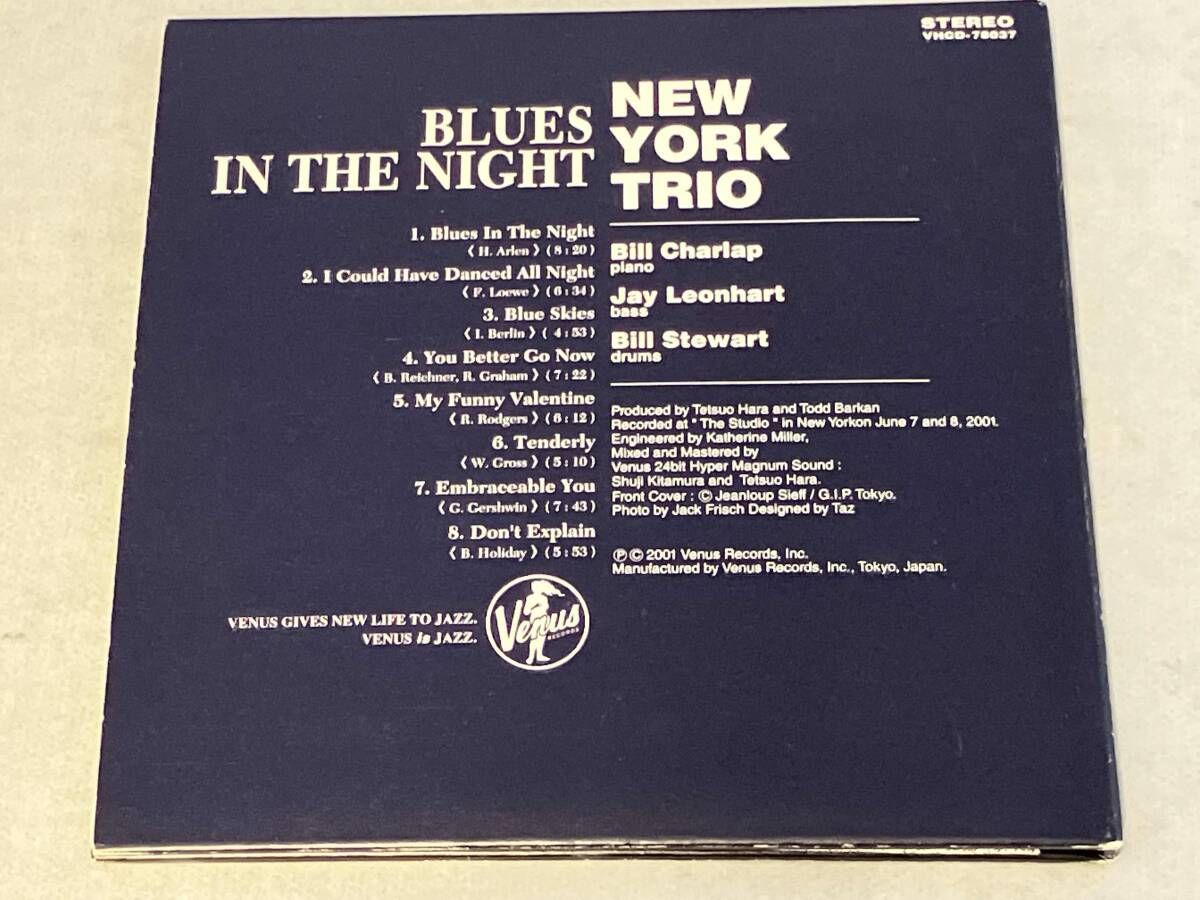 STEREO
VHCD-78037
BLUES
IN THE NIGHT
1. Blues In The Night
《 H. Arlen 》 ( 8 : 20 )
2. I Could Have Danced All Night
《 F. Loewe 》 ( 6 : 34 )
3. Blue Skies
《 I. Berlin 》 ( 4 : 53 )
4. You Better Go Now
《 B. Reichner, R. Graham 》 ( 7 : 22 )
5. My Funny Valentine
《 R. Rodgers 》 ( 6 : 12 )
6. Tenderly
《 W. Gross 》 ( 5 : 10 )
7. Embraceable You
《 G. Gershwin 》 ( 7 : 43 )
8. Don't Explain
《 B. Holiday 》 ( 5 : 53 )
VENUS GIVES NEW LIFE TO JAZZ.
VENUS is JAZZ.
Venus
RECORDS
NEW
YORK
TRIO
Bill Charlap
piano
Jay Leonhart
bass
Bill Stewart
drums
Produced by Tetsuo Hara and Todd Barkan
Recorded at " The Studio " in New Yorkon June 7 and 8, 2001.
Engineered by Katherine Miller,
Mixed and Mastered by
Venus 24bit Hyper Magnum Sound :
Shuji Kitamura and Tetsuo Hara.
Front Cover : © Jeanloup Sieff / G.I.P. Tokyo.
Photo by Jack Frisch Designed by Taz
℗© 2001 Venus Records, Inc.
Manufactured by Venus Records, Inc., Tokyo, Japan.